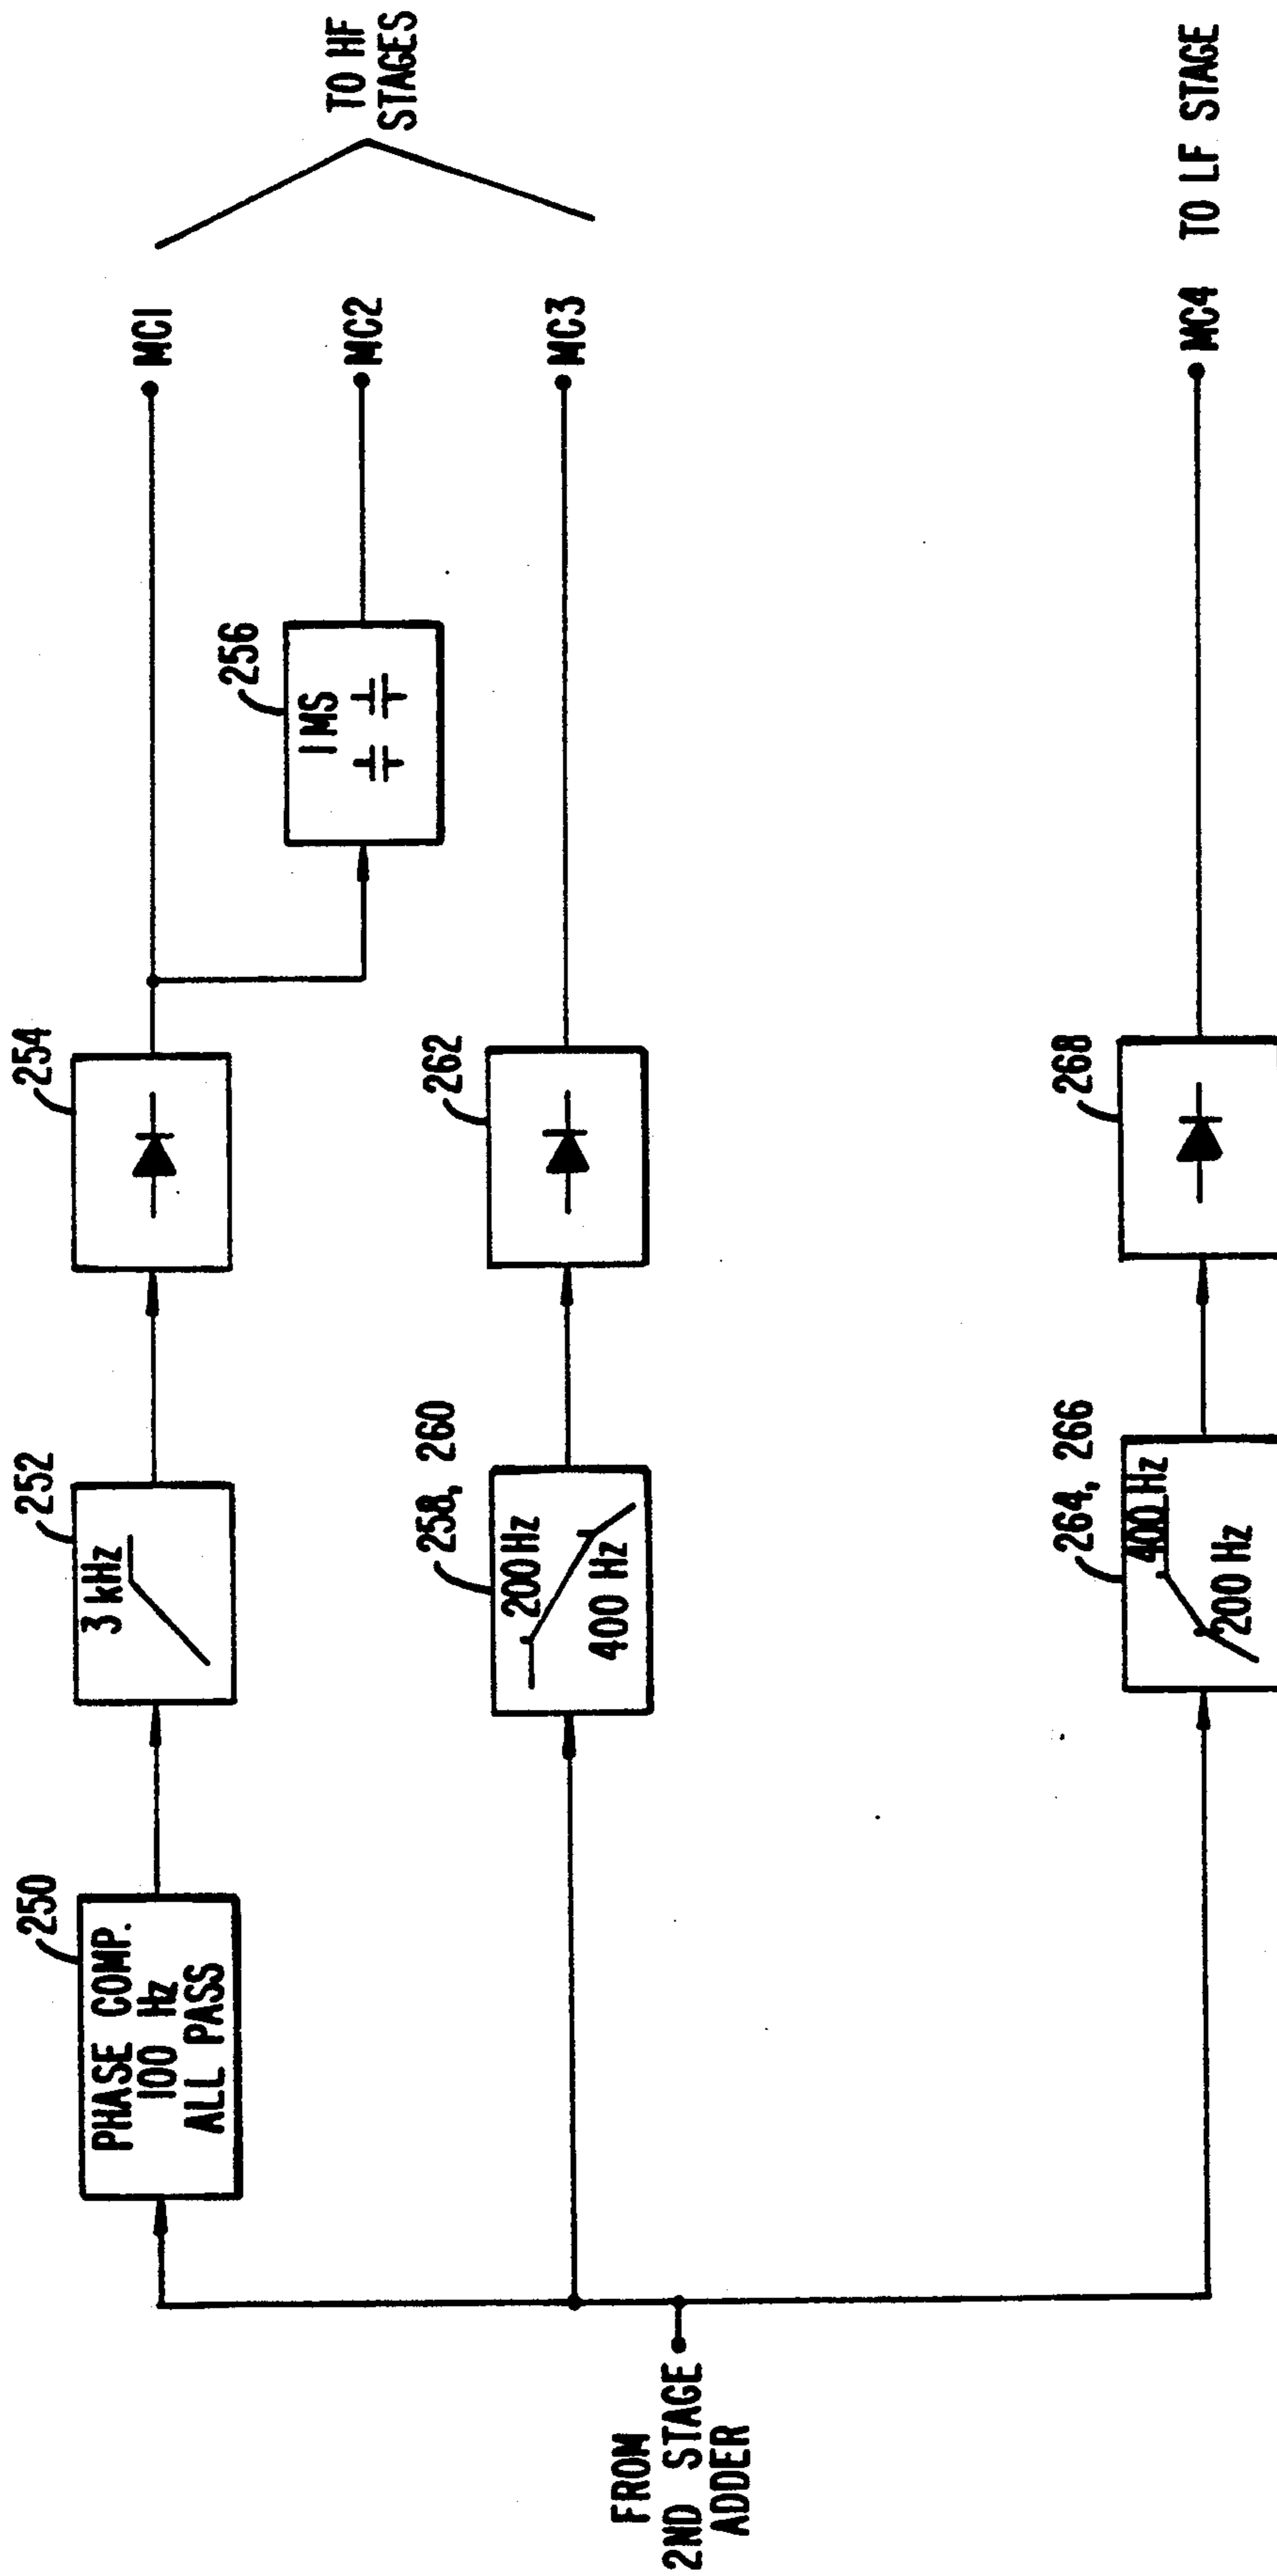 FROM
2ND STAGE
ADDER
250
PHASE COMP.
100 Hz
ALL PASS
252
3 kHz
254
MC1
256
1 MS
MC2
258, 260
200 Hz
400 Hz
262
MC3
TO HF
STAGES
264, 266
400 Hz
200 Hz
268
MC4 TO LF STAGE